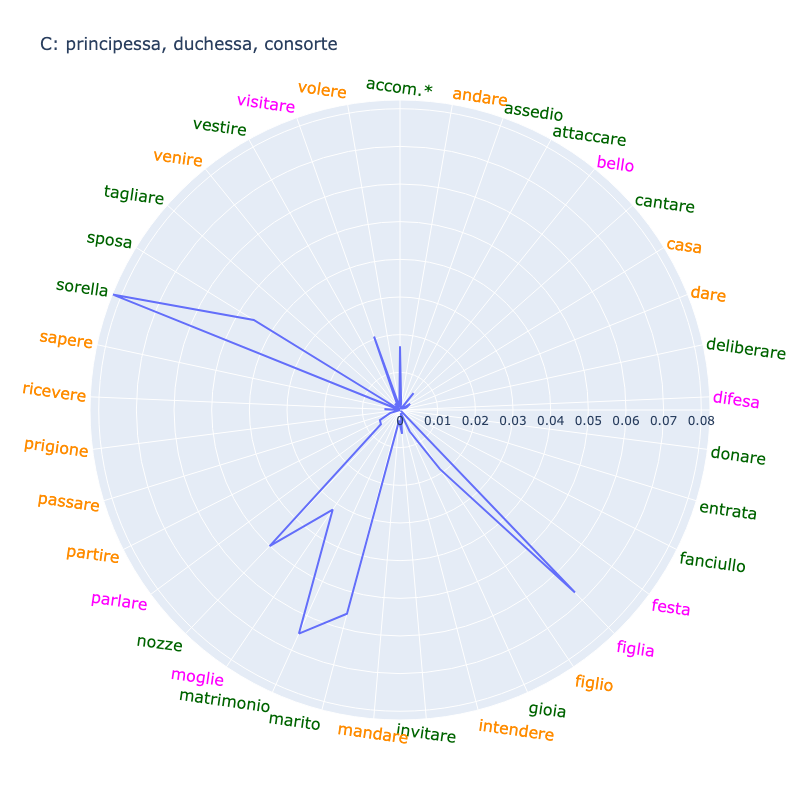 C: principessa, duchessa, consorte
accom.*
andare
assedio
attaccare
bello
cantare
casa
dare
deliberare
difesa
donare
entrata
fanciullo
festa
figlia
figlio
gioia
intendere
invitare
mandare
marito
matrimonio
moglie
nozze
parlare
partire
passare
prigione
ricevere
sapere
sorella
sposa
tagliare
venire
vestire
visitare
volere
0 0.01 0.02 0.03 0.04 0.05 0.06 0.07 0.08